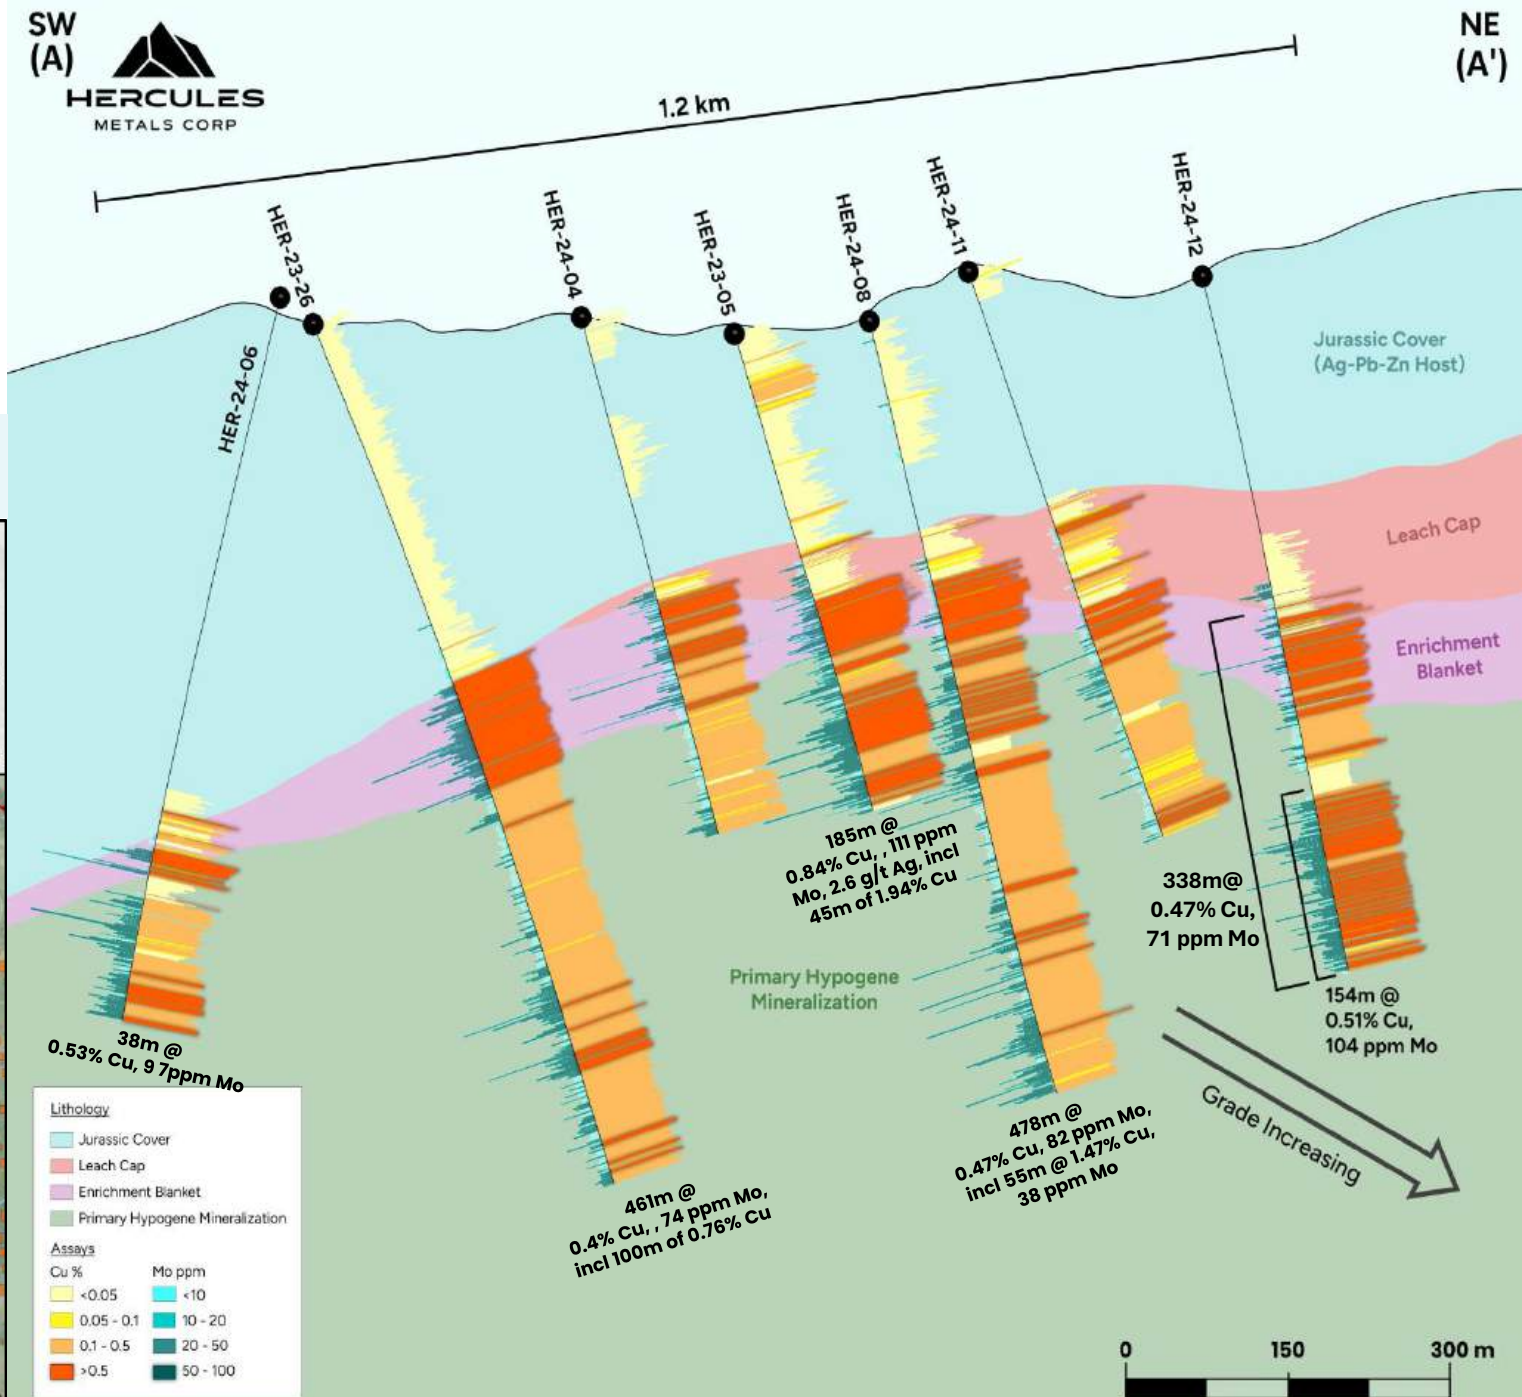 SW
(A)
HERCULES
METALS CORP
NE
(A')
1.2 km
HER-24-06
HER-23-26
HER-24-04
HER-23-05
HER-24-08
HER-24-11
HER-24-12
Jurassic Cover
(Ag-Pb-Zn Host)
Leach Cap
Enrichment
Blanket
Primary Hypogene
Mineralization
38m @
0.53% Cu, 9 7ppm Mo
461m @
0.4% Cu, , 74 ppm Mo,
incl 100m of 0.76% Cu
185m @
0.84% Cu, , 111 ppm
Mo, 2.6 g/t Ag, incl
45m of 1.94% Cu
478m @
0.47% Cu, 82 ppm Mo,
incl 55m @ 1.47% Cu,
38 ppm Mo
338m@
0.47% Cu,
71 ppm Mo
154m @
0.51% Cu,
104 ppm Mo
Grade Increasing
Lithology
Jurassic Cover
Leach Cap
Enrichment Blanket
Primary Hypogene Mineralization
Assays
Cu % Mo ppm
<0.05 <10
0.05 - 0.1 10 - 20
0.1 - 0.5 20 - 50
>0.5 50 - 100
0 150 300 m